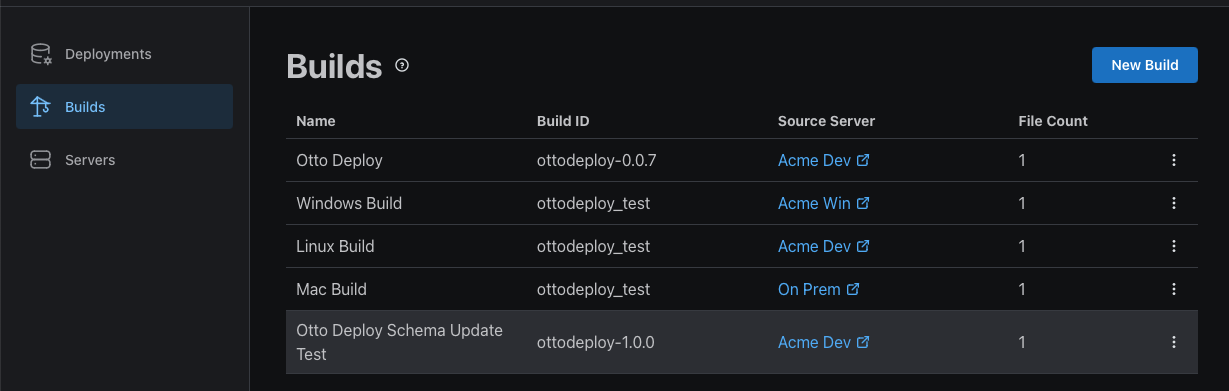 Deployments
Builds
Servers
Builds
New Build
Name Build ID Source Server File Count
Otto Deploy ottodeploy-0.0.7 Acme Dev 1
Windows Build ottodeploy_test Acme Win 1
Linux Build ottodeploy_test Acme Dev 1
Mac Build ottodeploy_test On Prem 1
Otto Deploy Schema Update
Test ottodeploy-1.0.0 Acme Dev 1